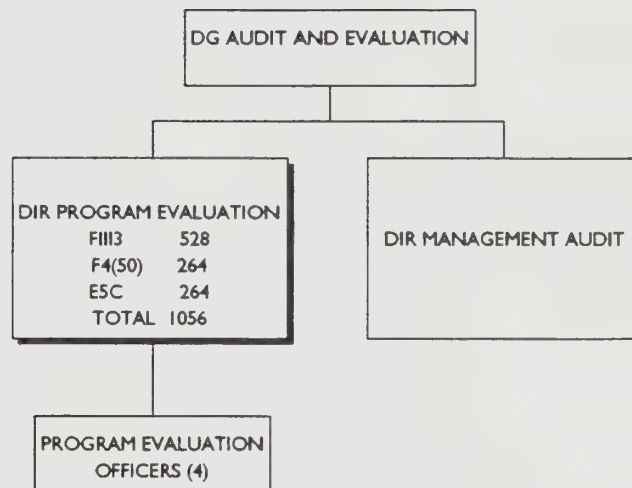 DG AUDIT AND EVALUATION
DIR PROGRAM EVALUATION
FIII3 528
F4(50) 264
E5C 264
TOTAL 1056
DIR MANAGEMENT AUDIT
PROGRAM EVALUATION
OFFICERS (4)